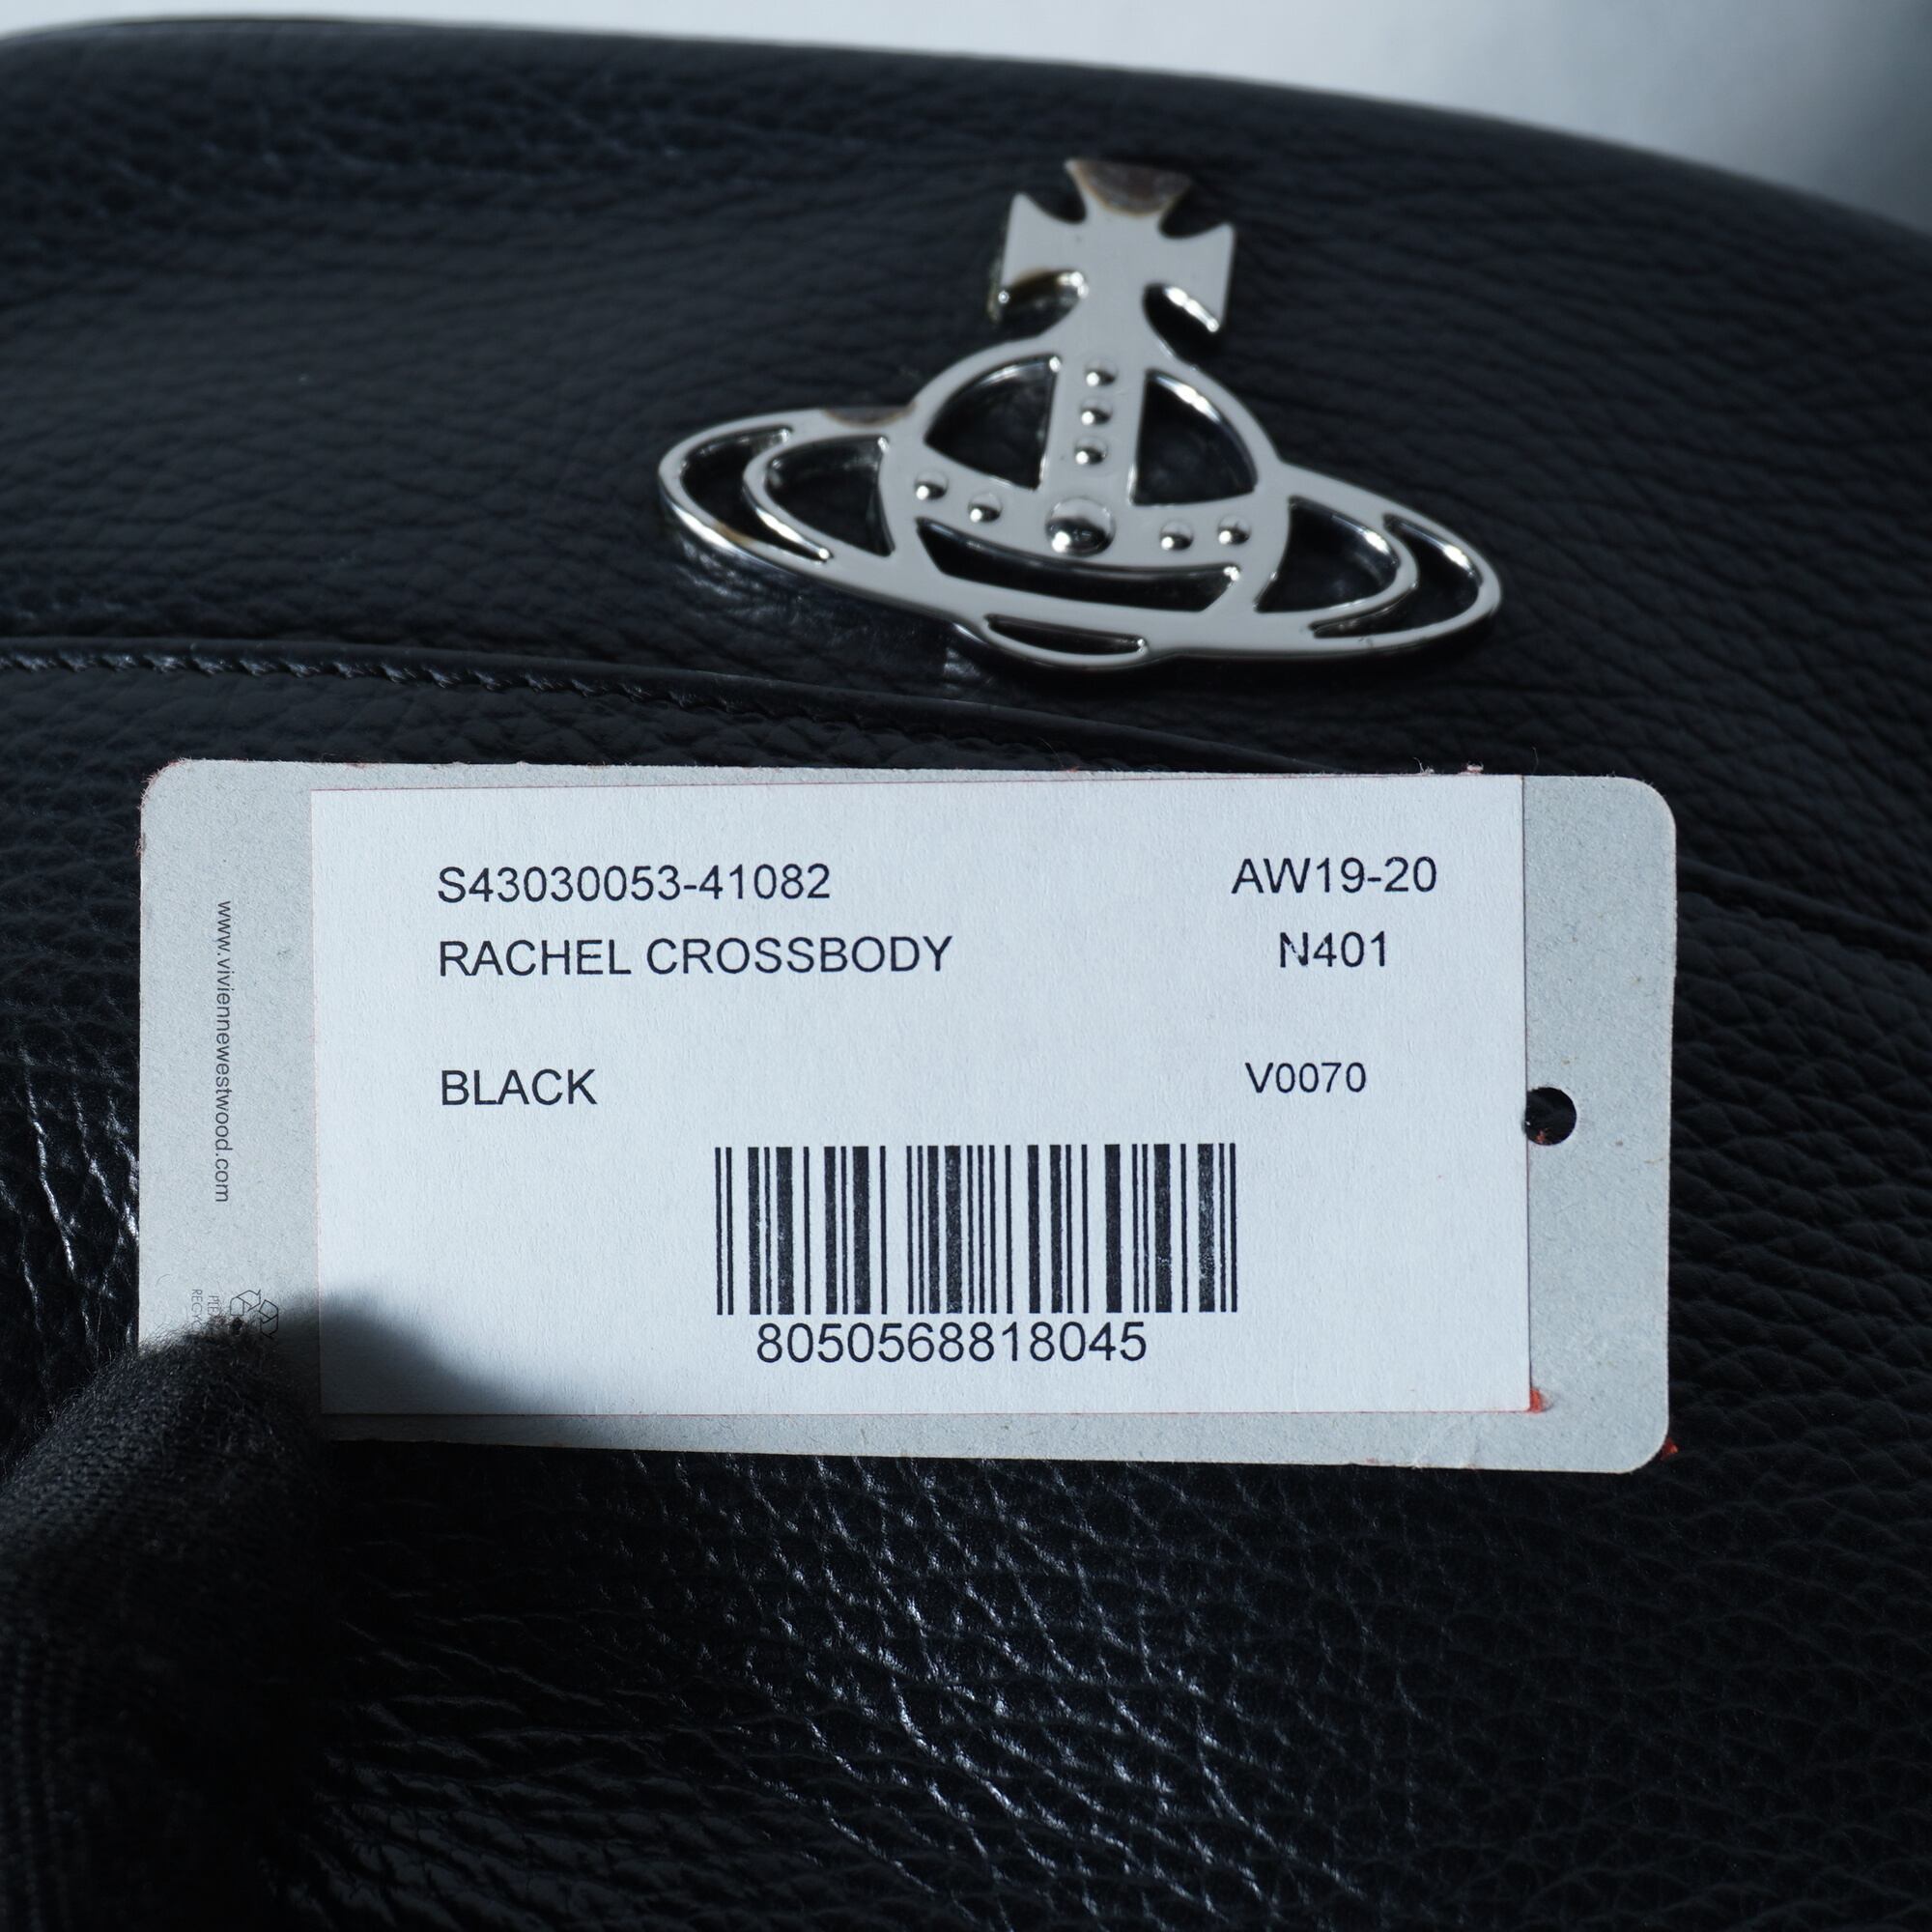 S43030053-41082
AW19-20
RACHEL CROSSBODY
N401
BLACK
V0070
8050568818045
www.viviennewestwood.com